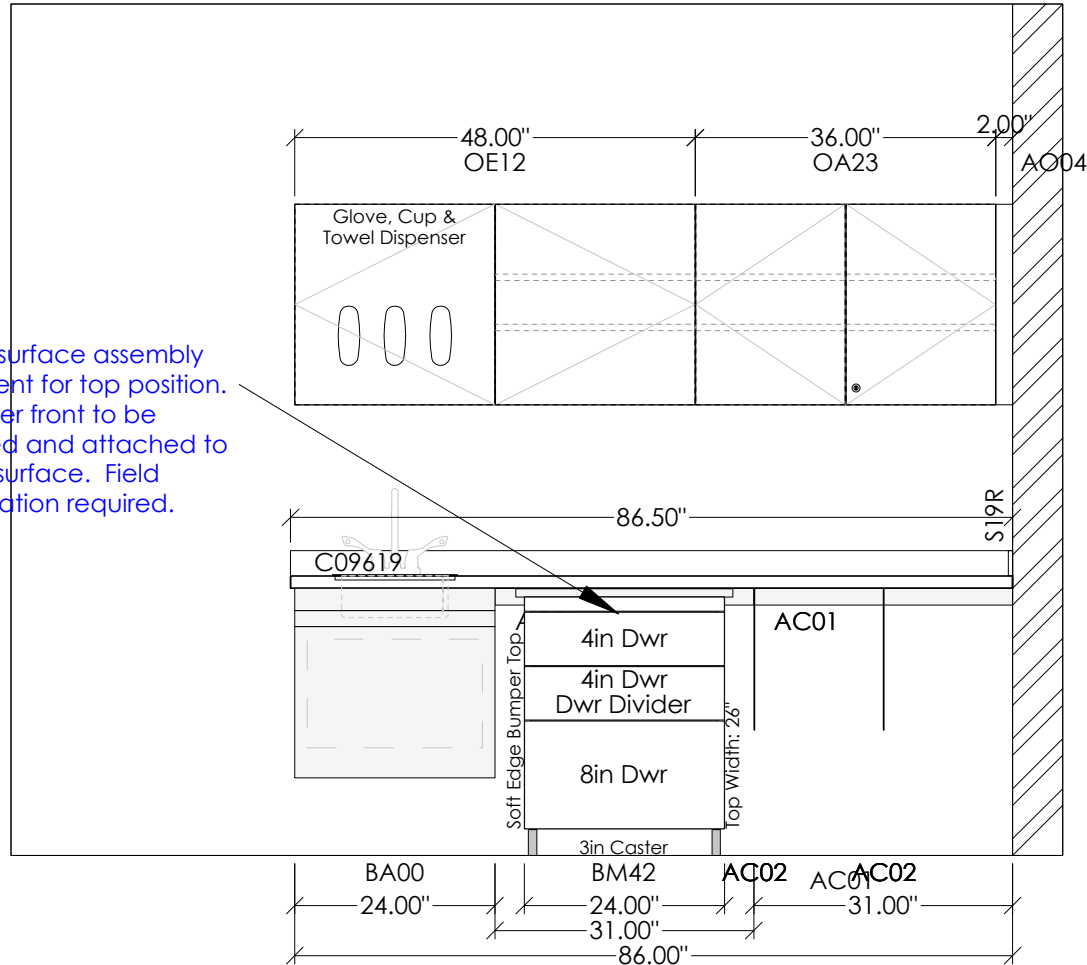 48.00"
36.00"
2.00"
OE12
OA23
AO04
Glove, Cup &
Towel Dispenser
surface assembly
for top position.
front to be
and attached to
surface. Field
required.
86.50"
S19R
C09619
AC01
4in Dwr
4in Dwr
Dwr Divider
8in Dwr
Soft Edge Bumper Top
Top Width: 26"
3in Caster
BA00
BM42
AC02
AC01
AC02
24.00"
24.00"
31.00"
31.00"
86.00"